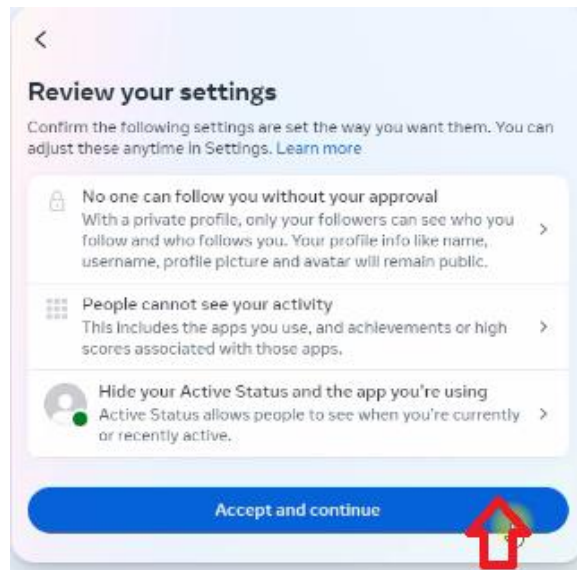 Review your settings
Confirm the following settings are set the way you want them. You can
adjust these anytime in Settings. Learn more
No one can follow you without your approval
With a private profile, only your followers can see who you
follow and who follows you. Your profile info like name,
username, profile picture and avatar will remain public.
People cannot see your activity
This includes the apps you use, and achievements or high
scores associated with those apps.
Hide your Active Status and the app you're using
Active Status allows people to see when you're currently
or recently active.
Accept and continue